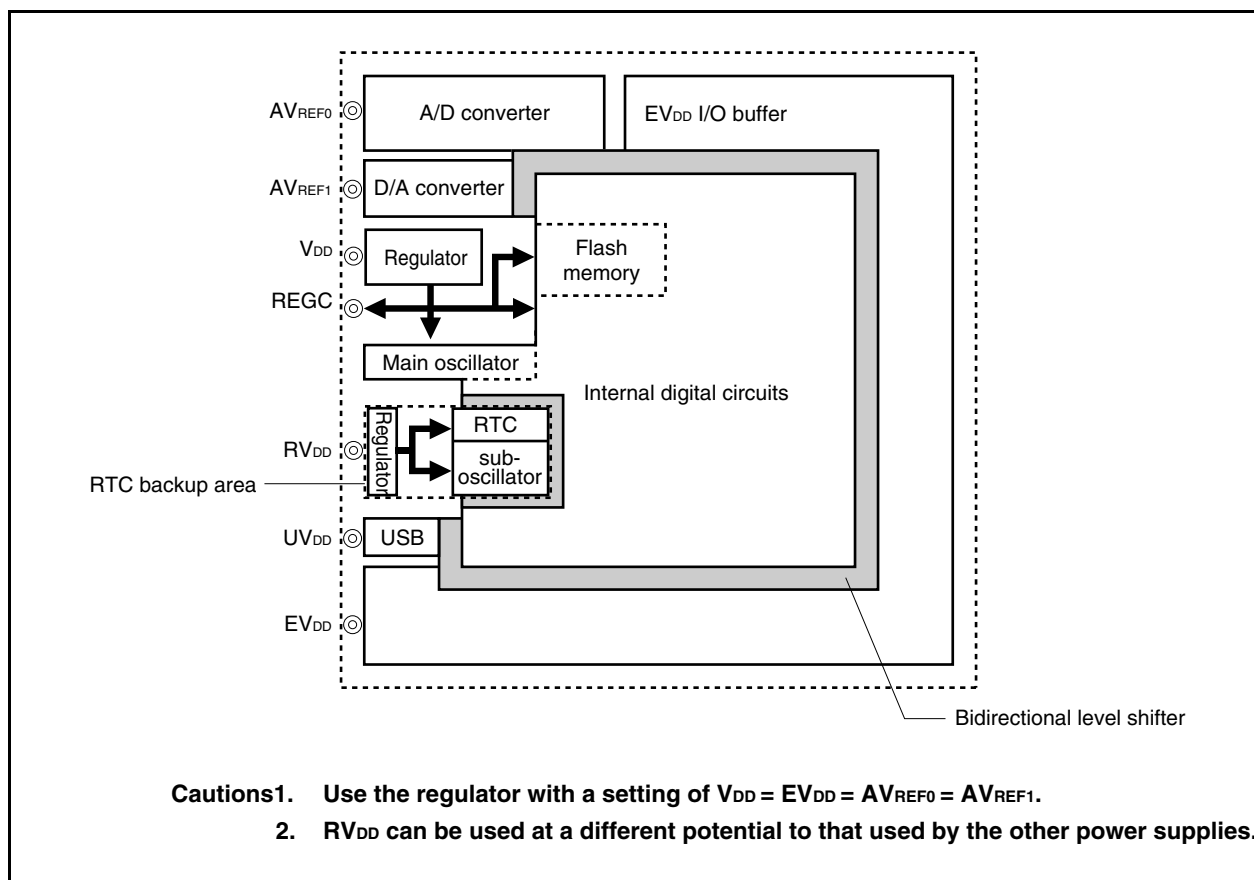 AVREF0
A/D converter
EVDD I/O buffer
AVREF1
D/A converter
VDD
Regulator
Flash
memory
REGC
Main oscillator
Internal digital circuits
RVDD
Regulator
RTC
sub-
oscillator
RTC backup area
UVDD
USB
EVDD
Bidirectional level shifter
Cautions1. Use the regulator with a setting of VDD = EVDD = AVREF0 = AVREF1.
2. RVDD can be used at a different potential to that used by the other power supplies.